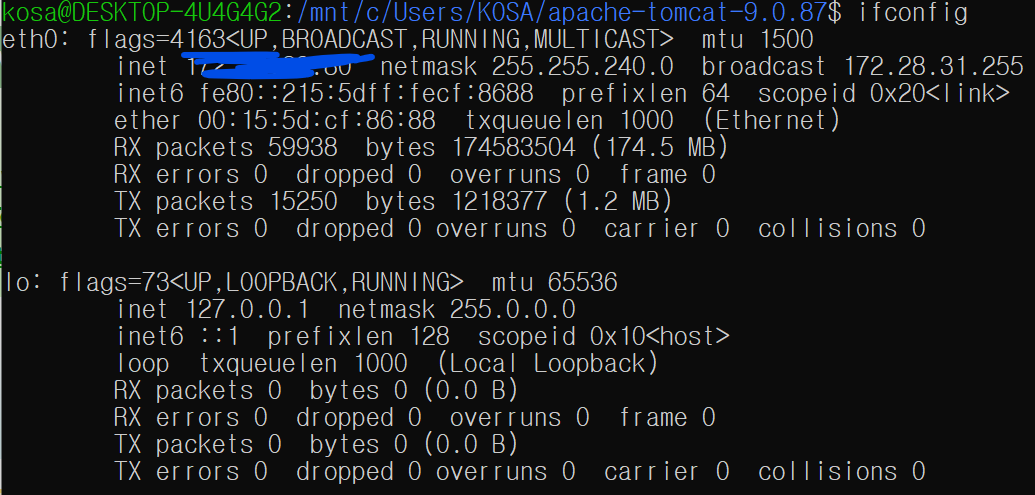 kosa@DESKTOP-4U4G4G2:/mnt/c/Users/KOSA/apache-tomcat-9.0.87$ ifconfig
eth0: flags=4163<UP,BROADCAST,RUNNING,MULTICAST>  mtu 1500
inet netmask 255.255.240.0  broadcast 172.28.31.255
inet6 fe80::215:5dff:fecf:8688  prefixlen 64  scopeid 0x20<link>
ether 00:15:5d:cf:86:88  txqueuelen 1000  (Ethernet)
RX packets 59938  bytes 174583504 (174.5 MB)
RX errors 0  dropped 0  overruns 0  frame 0
TX packets 15250  bytes 1218377 (1.2 MB)
TX errors 0  dropped 0 overruns 0  carrier 0  collisions 0
lo: flags=73<UP,LOOPBACK,RUNNING>  mtu 65536
inet 127.0.0.1  netmask 255.0.0.0
inet6 ::1  prefixlen 128  scopeid 0x10<host>
loop  txqueuelen 1000  (Local Loopback)
RX packets 0  bytes 0 (0.0 B)
RX errors 0  dropped 0  overruns 0  frame 0
TX packets 0  bytes 0 (0.0 B)
TX errors 0  dropped 0 overruns 0  carrier 0  collisions 0